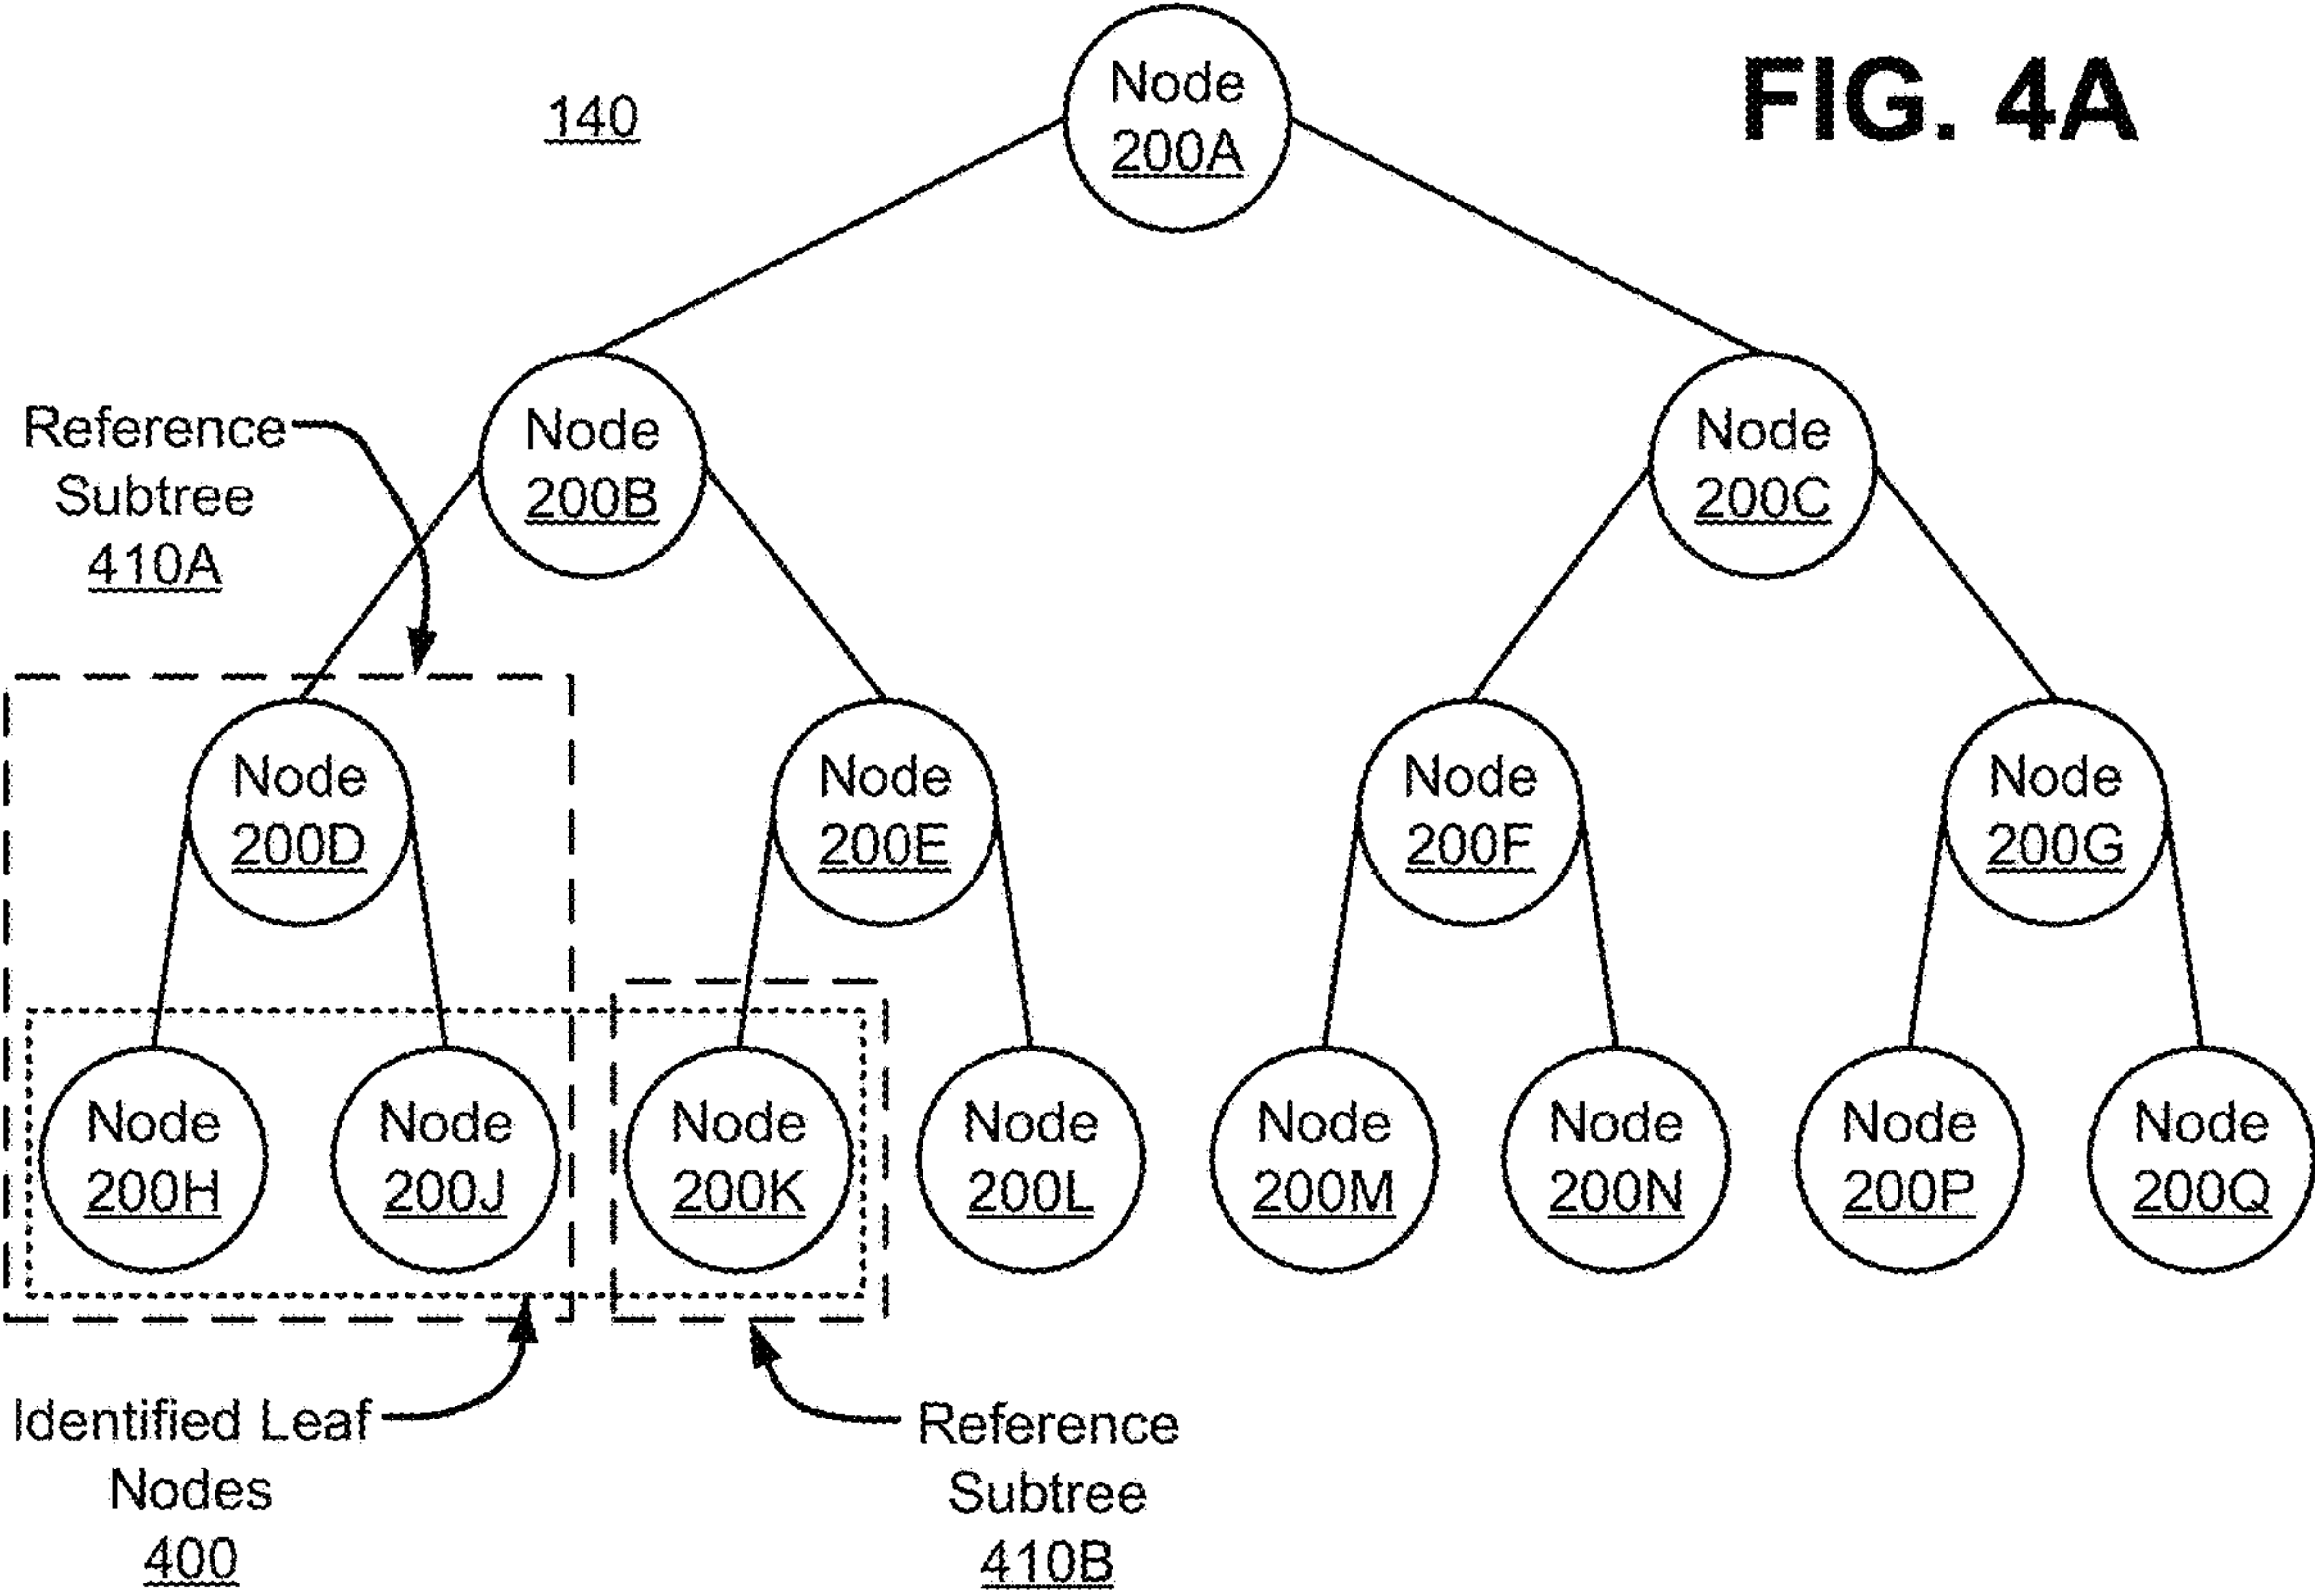 FIG. 4A
140
Node
200A
Node
200B
Node
200C
Reference
Subtree
410A
Node
200D
Node
200E
Node
200F
Node
200G
Node
200H
Node
200J
Node
200K
Node
200L
Node
200M
Node
200N
Node
200P
Node
200Q
Identified Leaf
Nodes
400
Reference
Subtree
410B